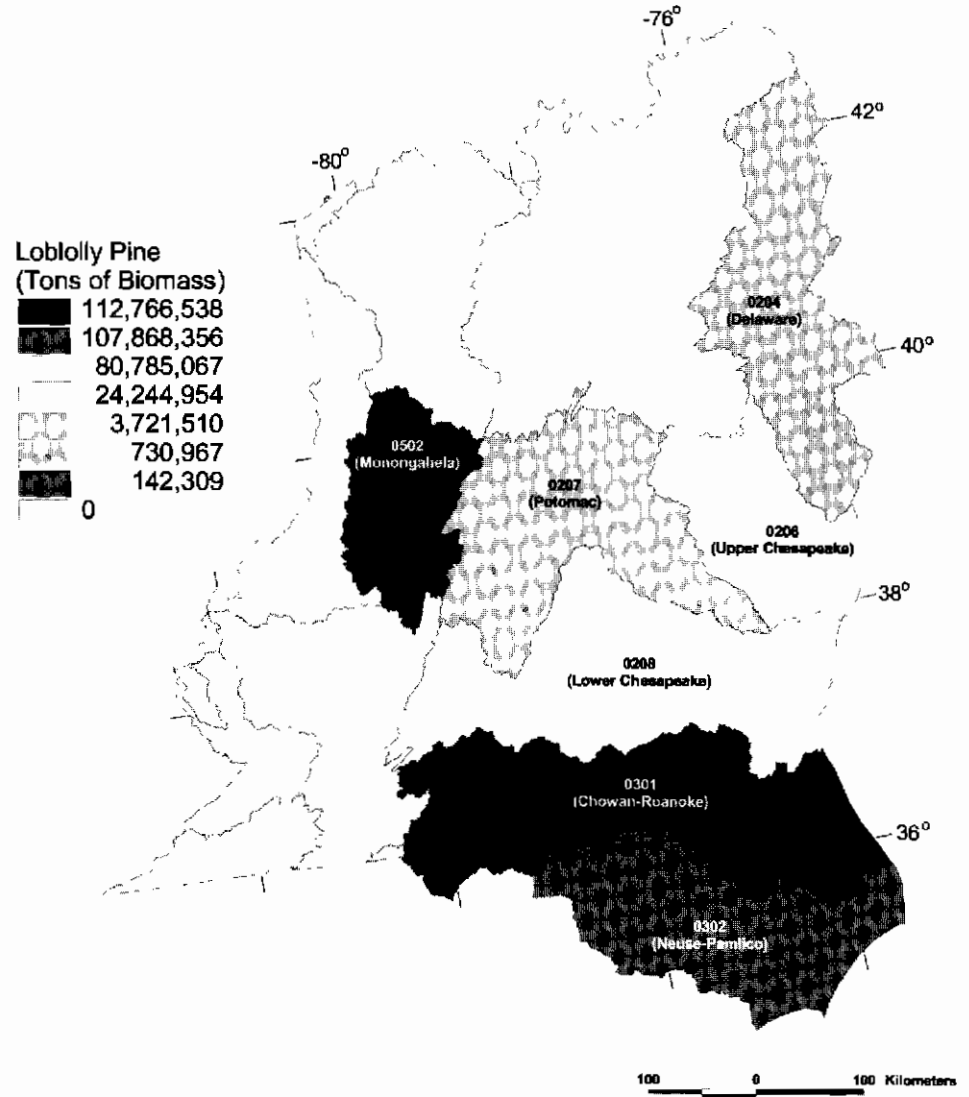 -76°
42°
-80°
Loblolly Pine
(Tons of Biomass)
112,766,538
107,868,356
80,785,067
24,244,954
3,721,510
730,967
142,309
0
0204
(Delaware)
40°
0502
(Monongahela)
0207
(Potomac)
0206
(Upper Chesapeake)
38°
0208
(Lower Chesapeake)
0301
(Chowan-Roanoke)
36°
0302
(Neuse-Pamlico)
100 0 100 Kilometers